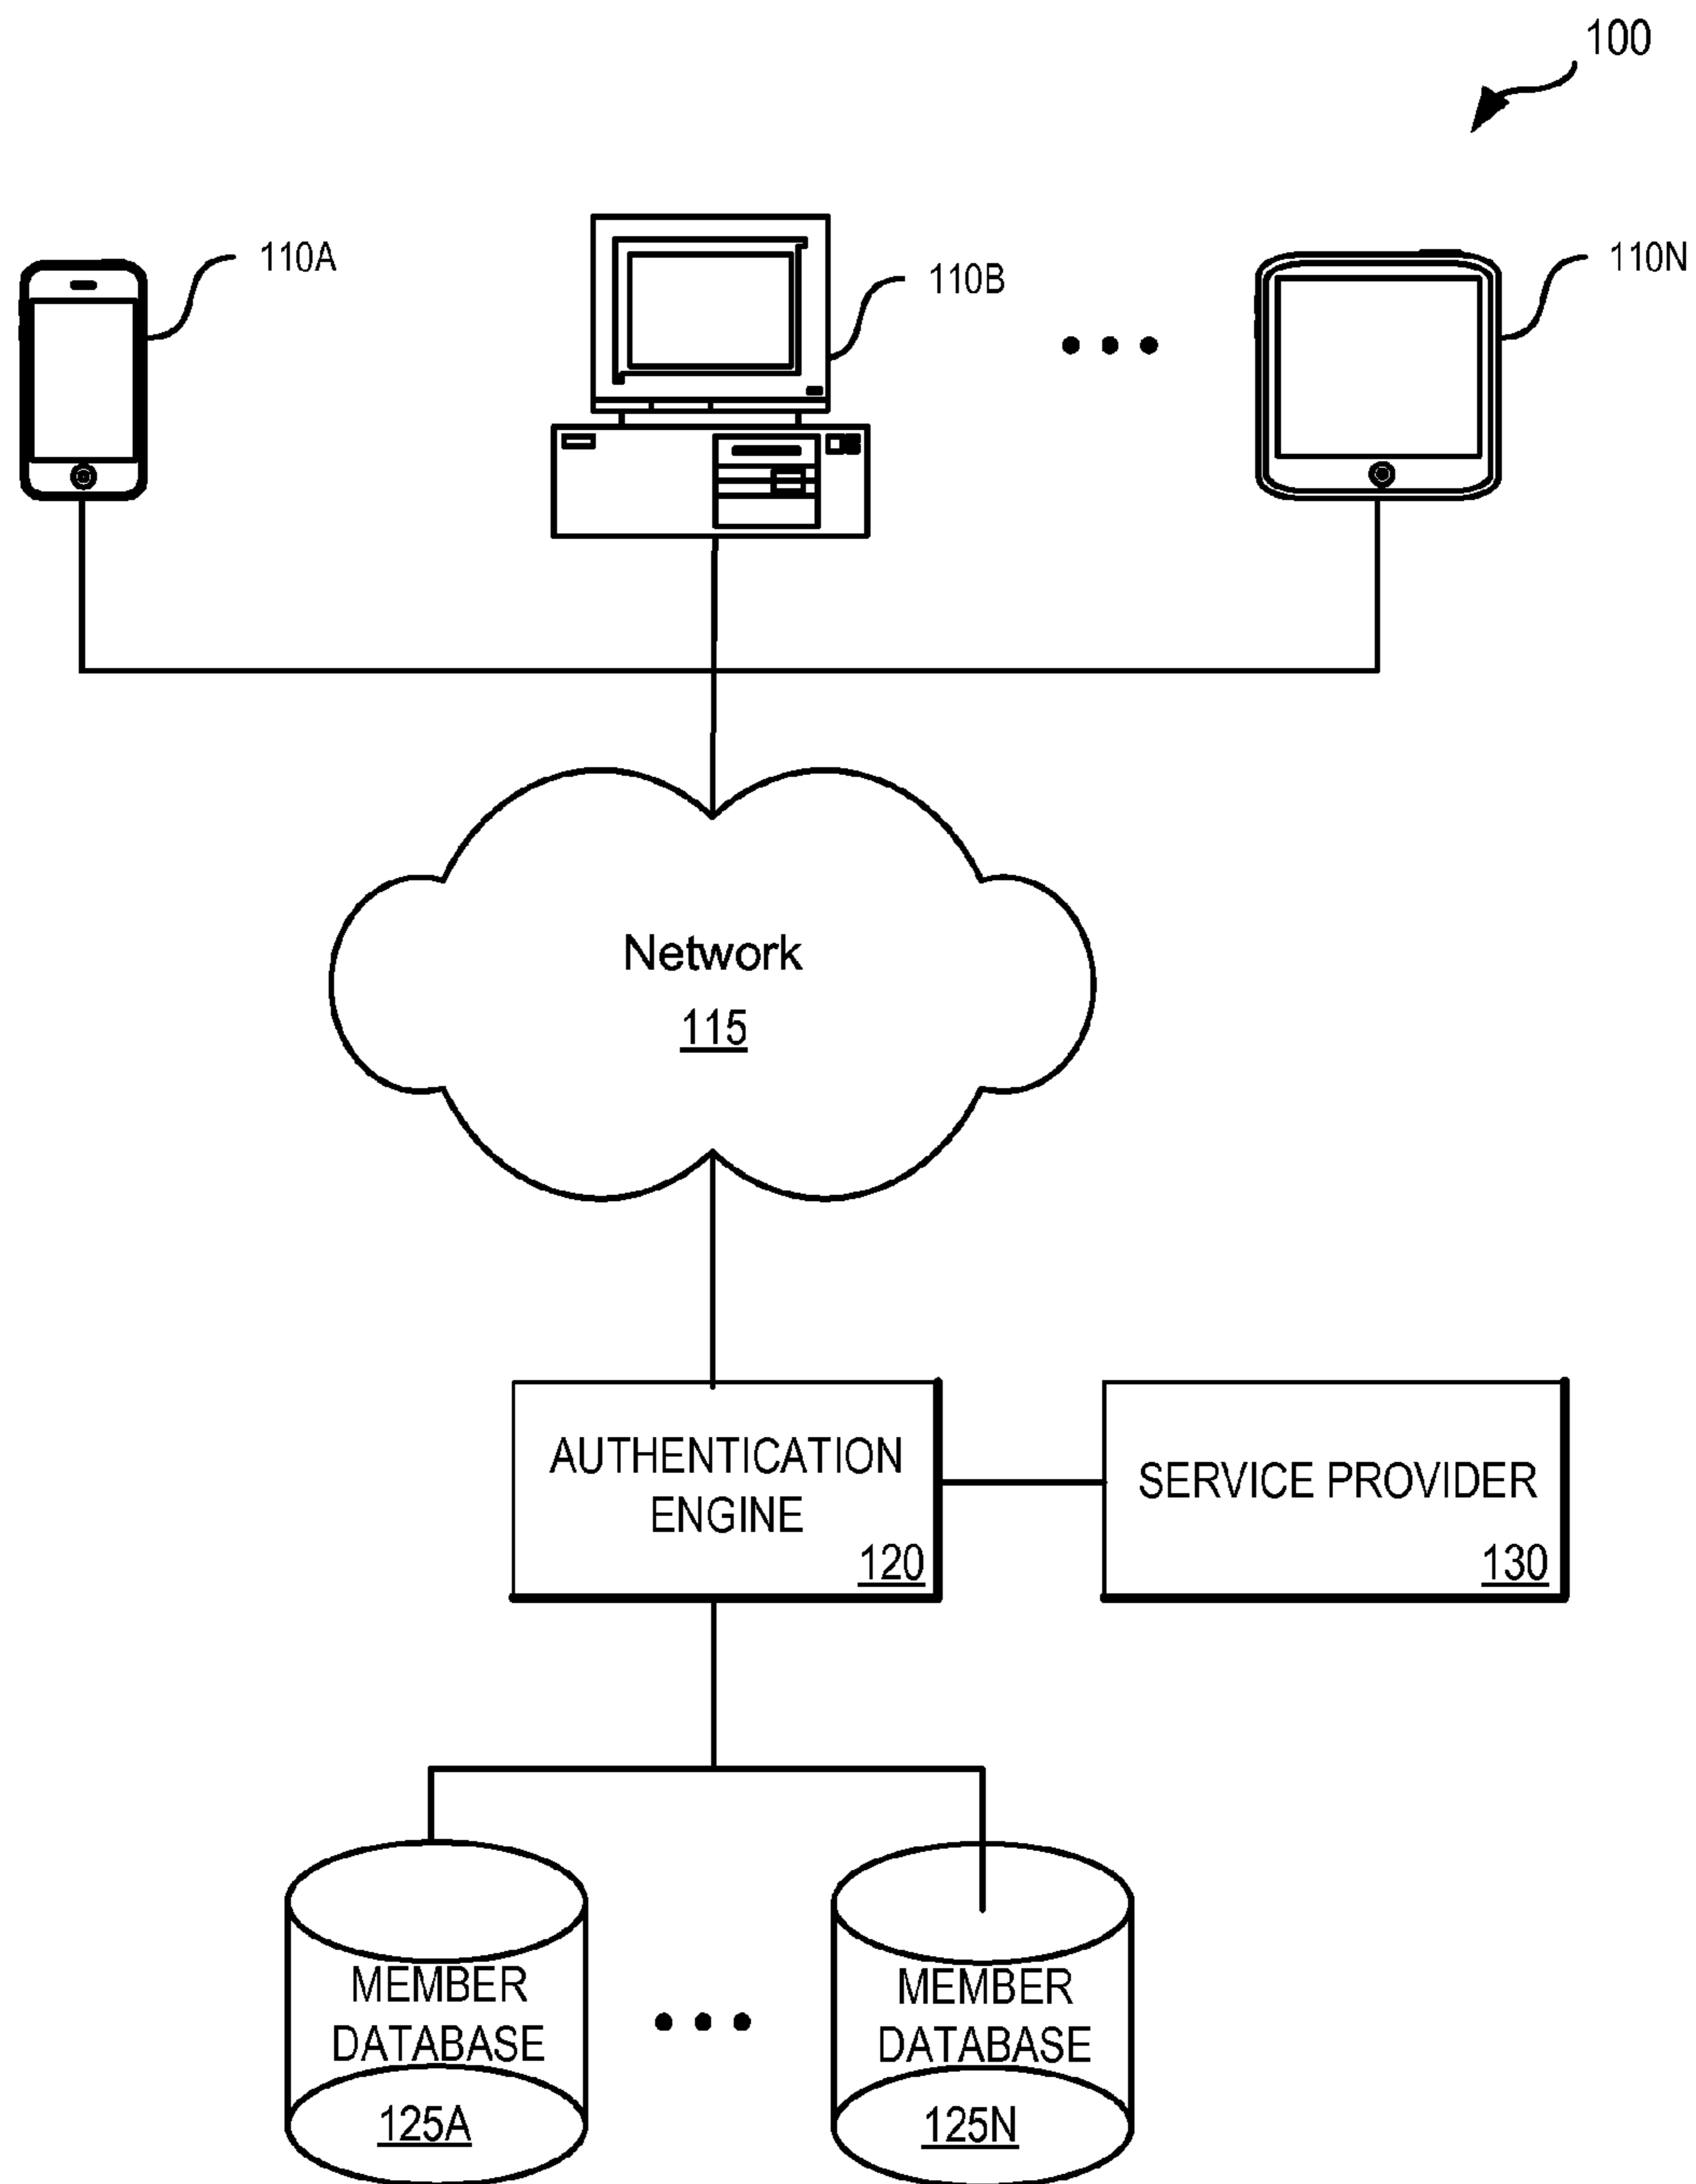 100
110A
110B
110N
Network
115
AUTHENTICATION
ENGINE
120
SERVICE PROVIDER
130
MEMBER
DATABASE
125A
MEMBER
DATABASE
125N